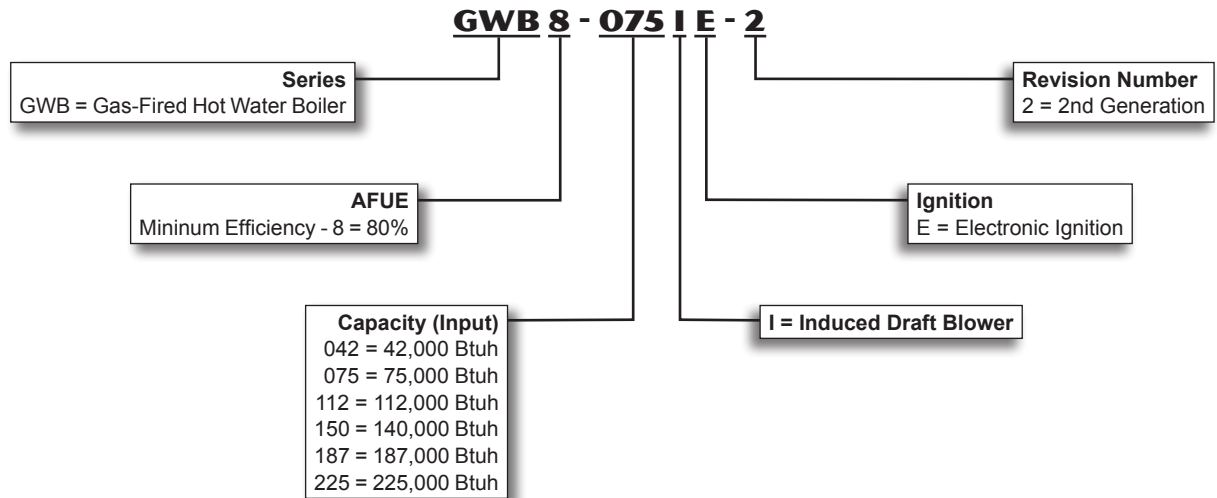 GWB 8 - 075 I E - 2
Series
GWB = Gas-Fired Hot Water Boiler
Revision Number
2 = 2nd Generation
AFUE
Mininum Efficiency - 8 = 80%
Ignition
E = Electronic Ignition
Capacity (Input)
042 = 42,000 Btuh
075 = 75,000 Btuh
112 = 112,000 Btuh
150 = 140,000 Btuh
187 = 187,000 Btuh
225 = 225,000 Btuh
I = Induced Draft Blower